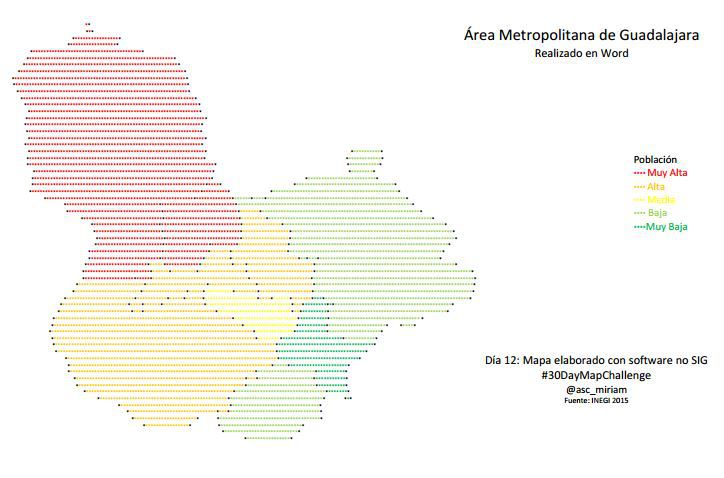 Área Metropolitana de Guadalajara
Realizado en Word
Población
Muy Alta
Alta
Media
Baja
Muy Baja
Día 12: Mapa elaborado con software no SIG
#30DayMapChallenge
@asc_miriam
Fuente: INEGI 2015